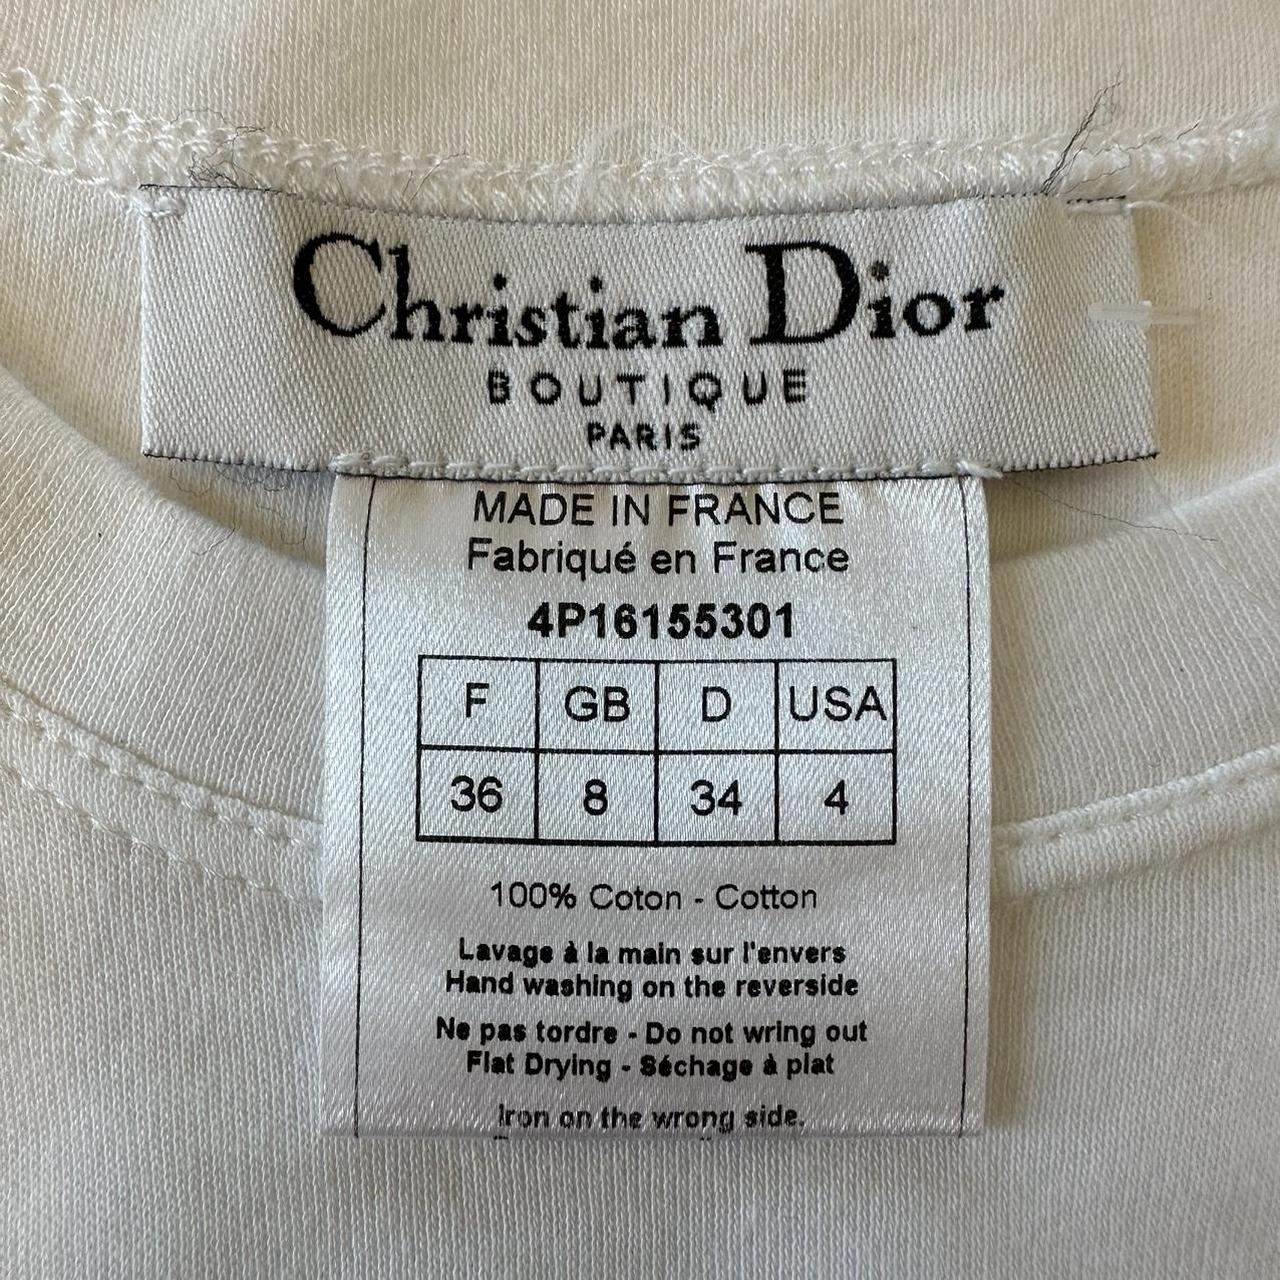 Christian Dior
BOUTIQUE
PARIS
MADE IN FRANCE
Fabriqué en France
4P16155301
F GB D USA
36 8 34 4
100% Coton - Cotton
Lavage à la main sur l'envers
Hand washing on the reverside
Ne pas tordre - Do not wring out
Flat Drying - Séchage à plat
Iron on the wrong side.